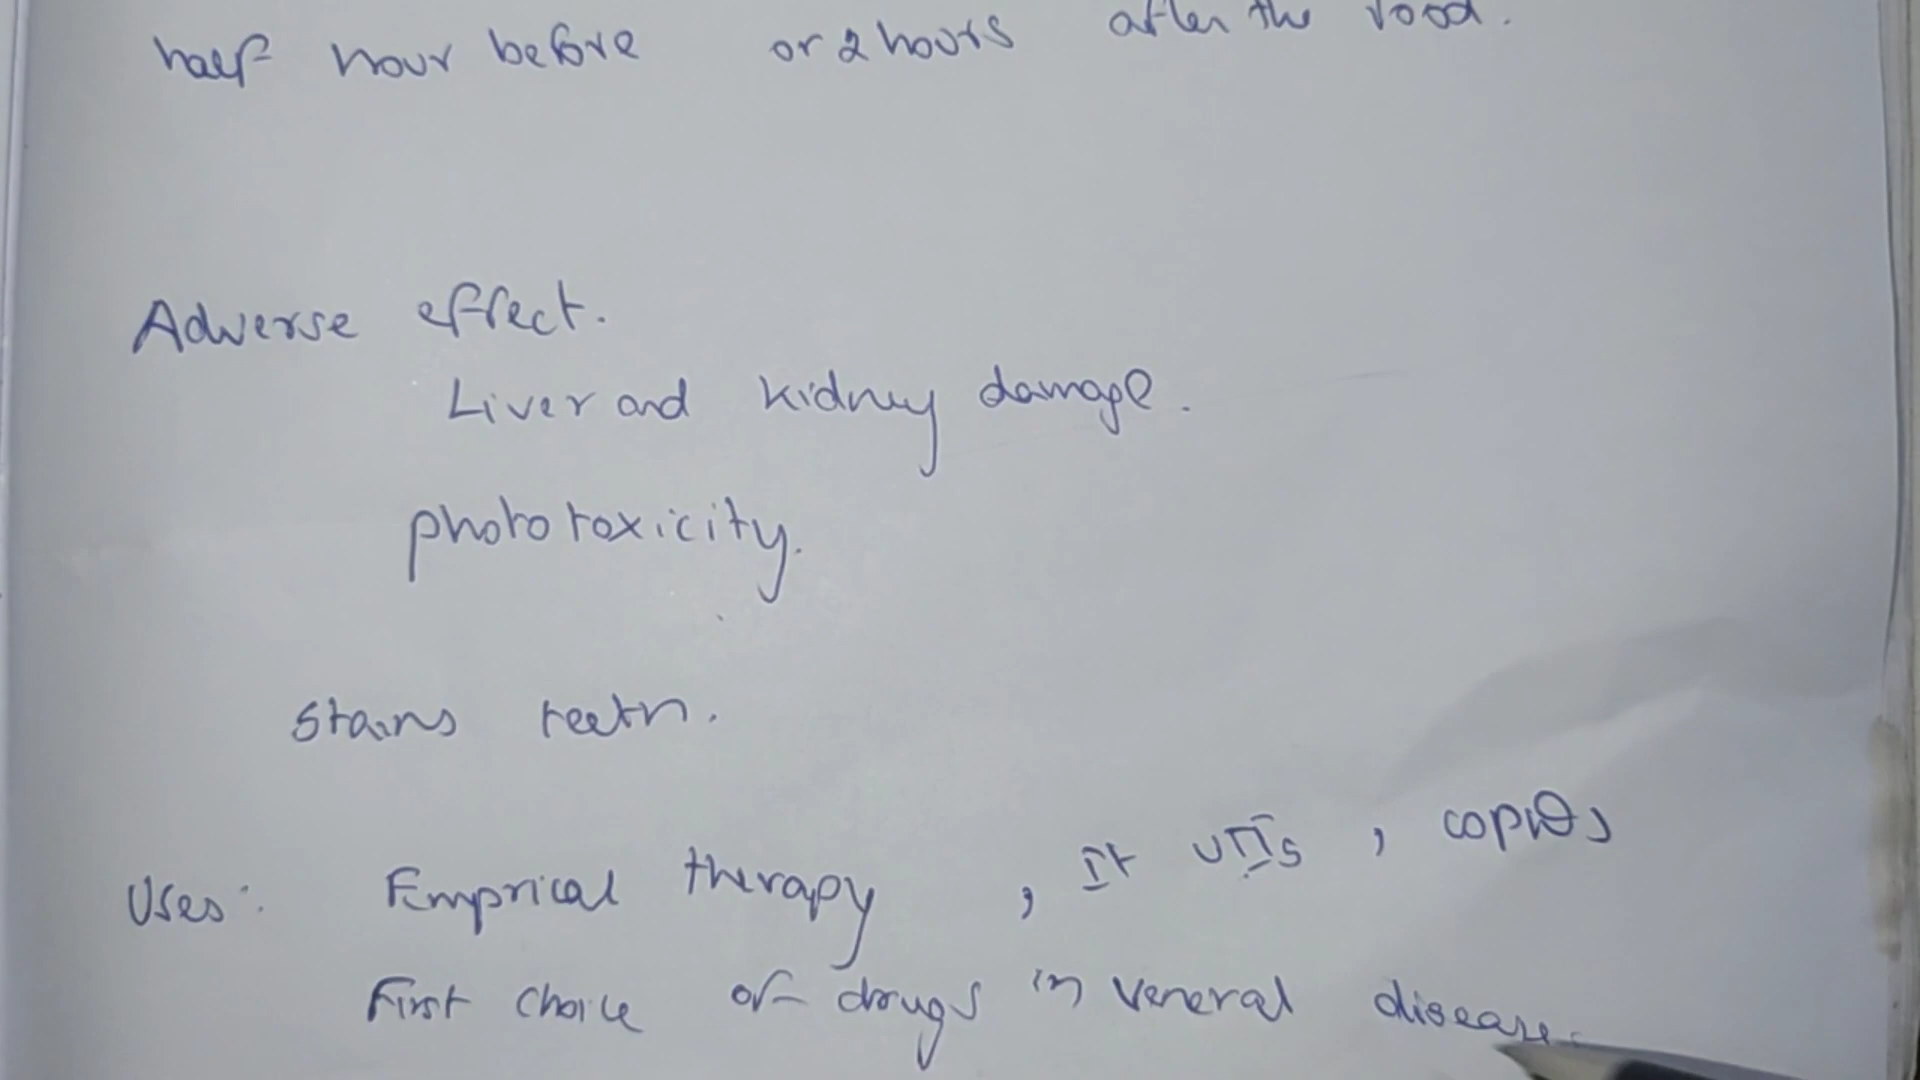 half hour before or 2 hours after the food.
Adverse effect.
Liver and kidney damage.
phototoxicity.
Stains teeth.
Uses: Emprical therapy , It UTIs , COPDs
First choice of drugs in veneral disease